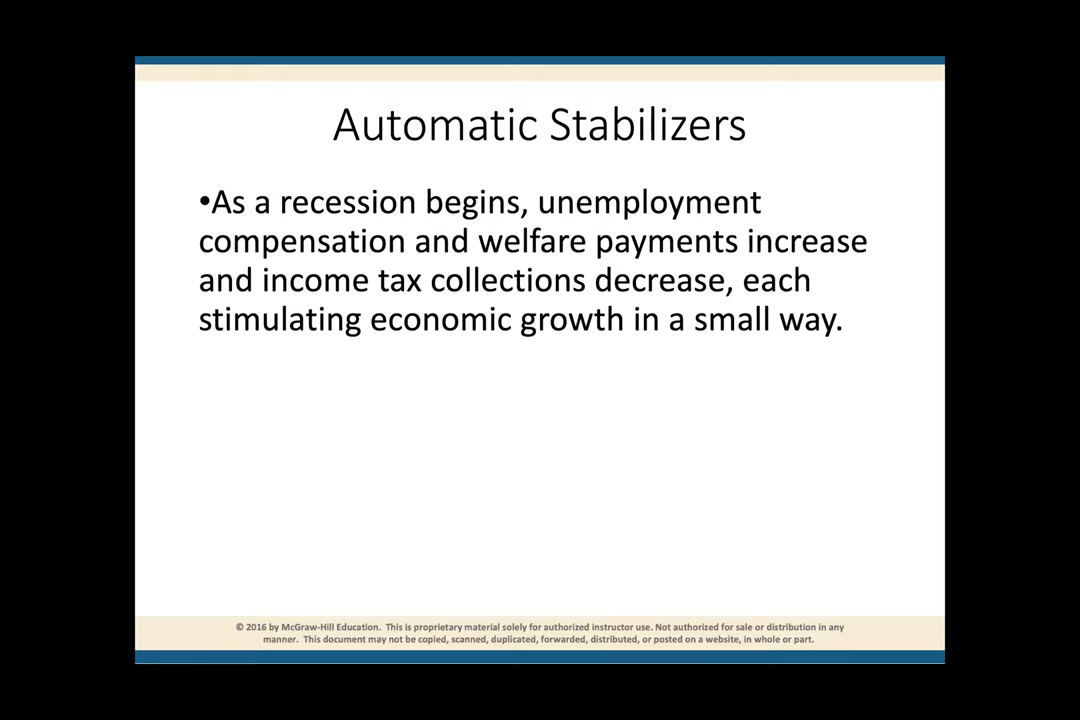 Automatic Stabilizers
•As a recession begins, unemployment
compensation and welfare payments increase
and income tax collections decrease, each
stimulating economic growth in a small way.
© 2016 by McGraw-Hill Education. This is proprietary material solely for authorized instructor use. Not authorized for sale or distribution in any
manner. This document may not be copied, scanned, duplicated, forwarded, distributed, or posted on a website, in whole or part.